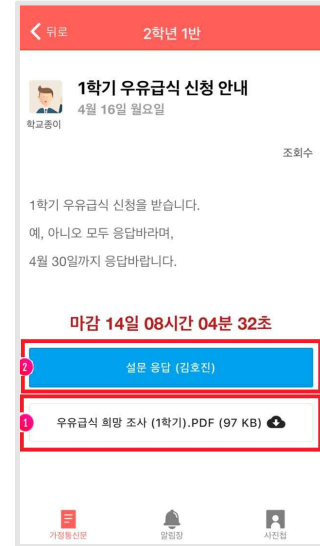 뒤로
2학년 1반
1학기 우유급식 신청 안내
4월 16일 월요일
학교종이
조회수
1학기 우유급식 신청을 받습니다.
예, 아니오 모두 응답바라며,
4월 30일까지 응답바랍니다.
마감 14일 08시간 04분 32초
2
설문 응답 (김호진)
1
우유급식 희망 조사 (1학기).PDF (97 KB)
가정통신문
알림장
사진첩